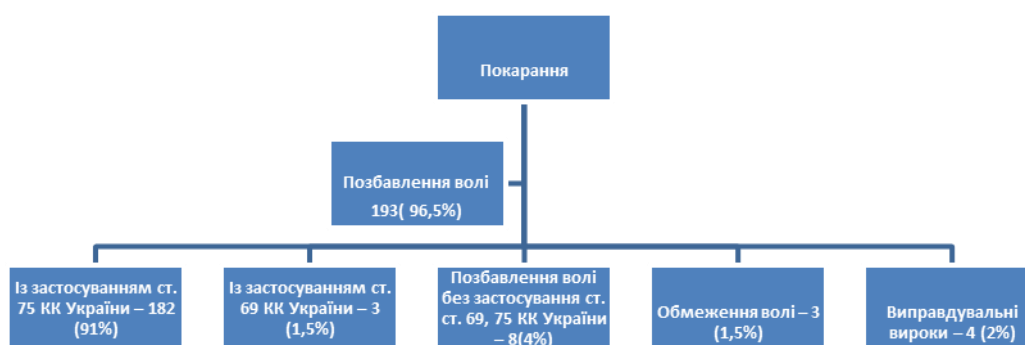 Покарання
Позбавлення волі
193( 96,5%)
Із застосуванням ст.
75 КК України – 182
(91%)
Із застосуванням ст.
69 КК України – 3
(1,5%)
Позбавлення волі
без застосування ст.
ст. 69, 75 КК України
– 8(4%)
Обмеження волі – 3
(1,5%)
Виправдувальні
вироки – 4 (2%)